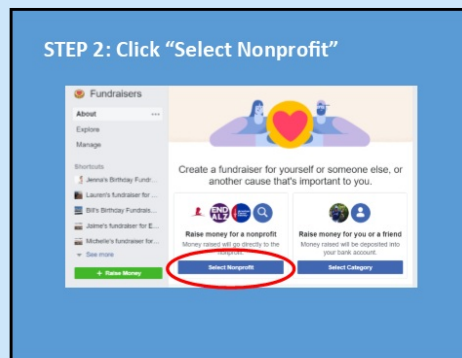 STEP 2: Click “Select Nonprofit”
Fundraisers
About
Explore
Manage
Shortcuts
Jenna's Birthday Fundr...
Lauren's fundraiser for ...
Bill's Birthday Fundrais...
Jaime's fundraiser for E...
Michelle's fundraiser for...
See more
+ Raise Money
Create a fundraiser for yourself or someone else, or
another cause that's important to you.
END
ALZ
Raise money for a nonprofit
Money raised will go directly to the
nonprofit.
Select Nonprofit
Raise money for you or a friend
Money raised will be deposited into
your bank account.
Select Category